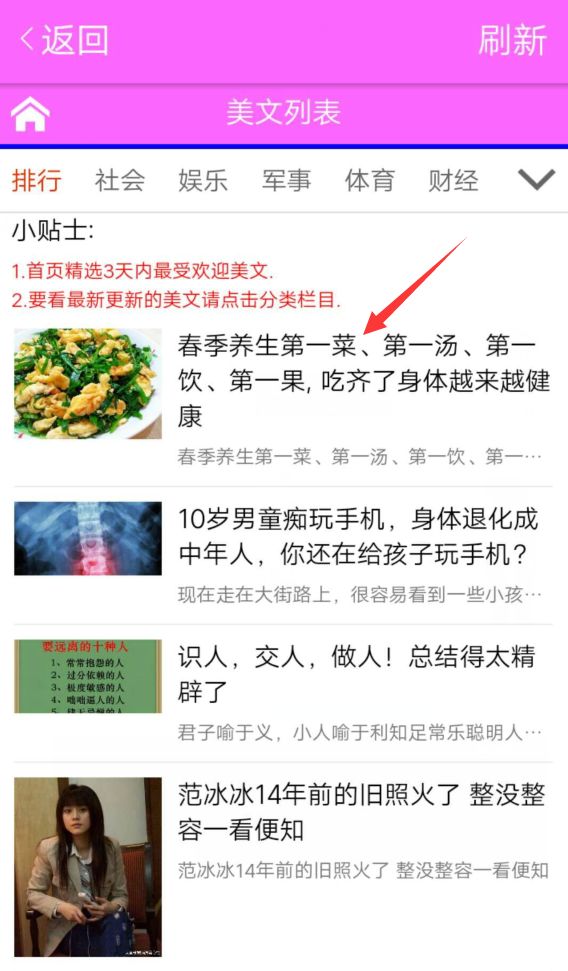 返回
刷新
美文列表
排行 社会 娱乐 军事 体育 财经
小贴士:
1.首页精选3天内最受欢迎美文.
2.要看最新更新的美文请点击分类栏目.
春季养生第一菜、第一汤、第一
饮、第一果, 吃齐了身体越来越健
康
春季养生第一菜、第一汤、第一饮、第一···
10岁男童痴玩手机，身体退化成
中年人，你还在给孩子玩手机？
现在走在大街路上，很容易看到一些小孩···
要远离的十种人
1、常常抱怨的人
2、过分依赖的人
3、极度敏感的人
4、咄咄逼人的人
识人，交人，做人！总结得太精
辟了
君子喻于义，小人喻于利知足常乐聪明人···
范冰冰14年前的旧照火了 整没整
容一看便知
范冰冰14年前的旧照火了 整没整容一看便知